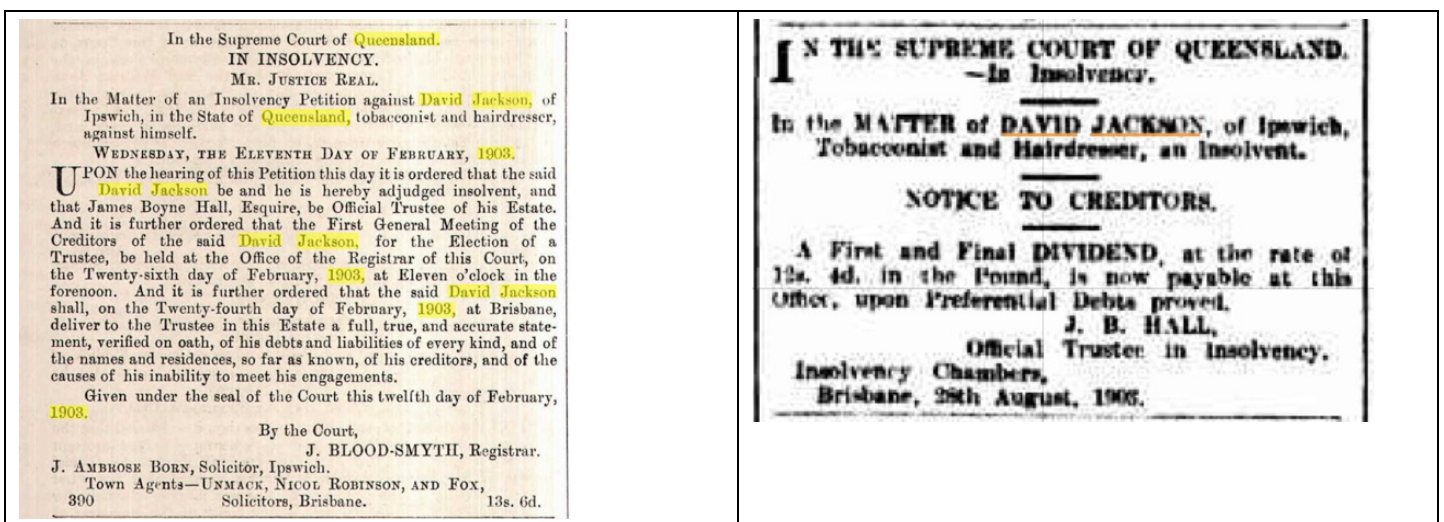 In the Supreme Court of Queensland.
IN INSOLVENCY.
MR. JUSTICE REAL.
In the Matter of an Insolvency Petition against David Jackson, of
Ipswich, in the State of Queensland, tobacconist and hairdresser,
against himself.
WEDNESDAY, THE ELEVENTH DAY OF FEBRUARY, 1903.
UPON the hearing of this Petition this day it is ordered that the said
David Jackson be and he is hereby adjudged insolvent, and
that James Boyne Hall, Esquire, be Official Trustee of his Estate.
And it is further ordered that the First General Meeting of the
Creditors of the said David Jackson, for the Election of a
Trustee, be held at the Office of the Registrar of this Court, on
the Twenty-sixth day of February, 1903, at Eleven o'clock in the
forenoon. And it is further ordered that the said David Jackson
shall, on the Twenty-fourth day of February, 1903, at Brisbane,
deliver to the Trustee in this Estate a full, true, and accurate state-
ment, verified on oath, of his debts and liabilities of every kind, and of
the names and residences, so far as known, of his creditors, and of the
causes of his inability to meet his engagements.
Given under the seal of the Court this twelfth day of February,
1903.
By the Court,
J. BLOOD-SMYTH, Registrar.
J. AMBROSE BORN, Solicitor, Ipswich.
Town Agents—UNMACK, NICOL ROBINSON, AND FOX,
390 Solicitors, Brisbane. 13s. 6d.
IN THE SUPREME COURT OF QUEENSLAND.
—In Insolvency.
In the MATTER of DAVID JACKSON, of Ipswich,
Tobacconist and Hairdresser, an Insolvent.
NOTICE TO CREDITORS.
A First and Final DIVIDEND, at the rate of
12s. 4d. in the Pound, is now payable at this
Office, upon Preferential Debts proved.
J. B. HALL,
Official Trustee in Insolvency.
Insolvency Chambers,
Brisbane, 28th August, 1903.